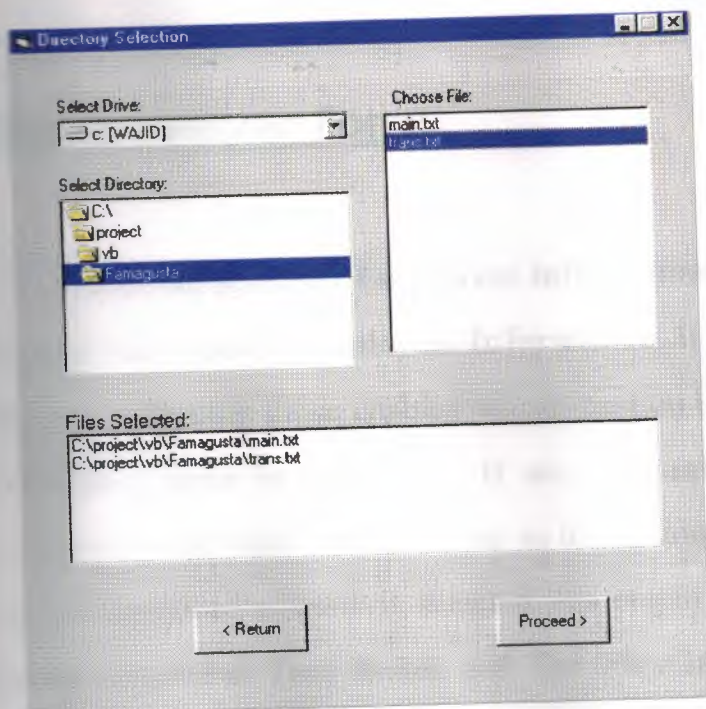 Directory Selection
Select Drive:
c: [WAJID]
Select Directory:
C:\
project
vb
Famagusta
Choose File:
main.txt
trans.txt
Files Selected:
C:\project\vb\Famagusta\main.txt
C:\project\vb\Famagusta\trans.txt
< Return
Proceed >